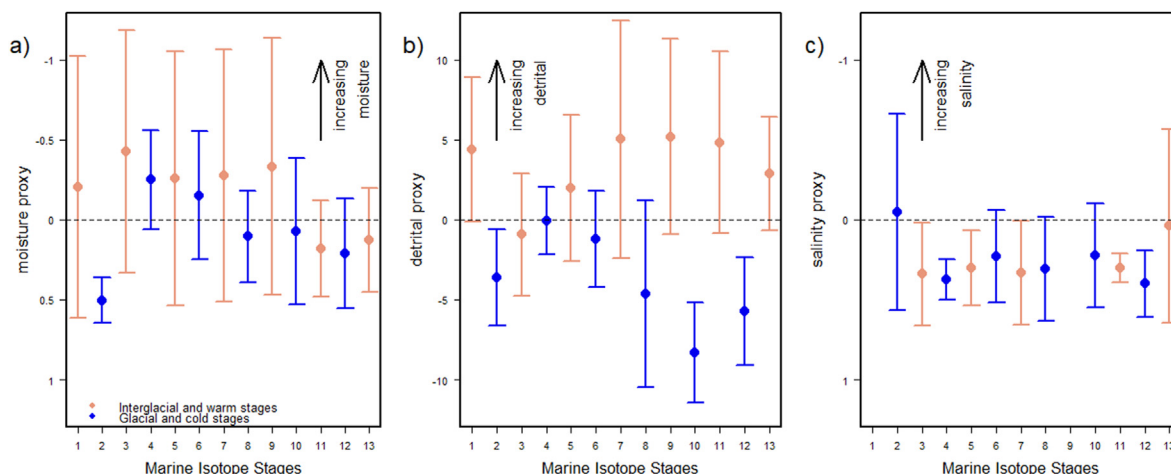 a)
-1
-0.5
0
0.5
1
moisture proxy
increasing
moisture
Interglacial and warm stages
Glacial and cold stages
1 2 3 4 5 6 7 8 9 10 11 12 13
Marine Isotope Stages
b)
10
5
0
-5
-10
detrital proxy
increasing
detrital
1 2 3 4 5 6 7 8 9 10 11 12 13
Marine Isotope Stages
c)
-1
0
1
salinity proxy
increasing
salinity
1 2 3 4 5 6 7 8 9 10 11 12 13
Marine Isotope Stages